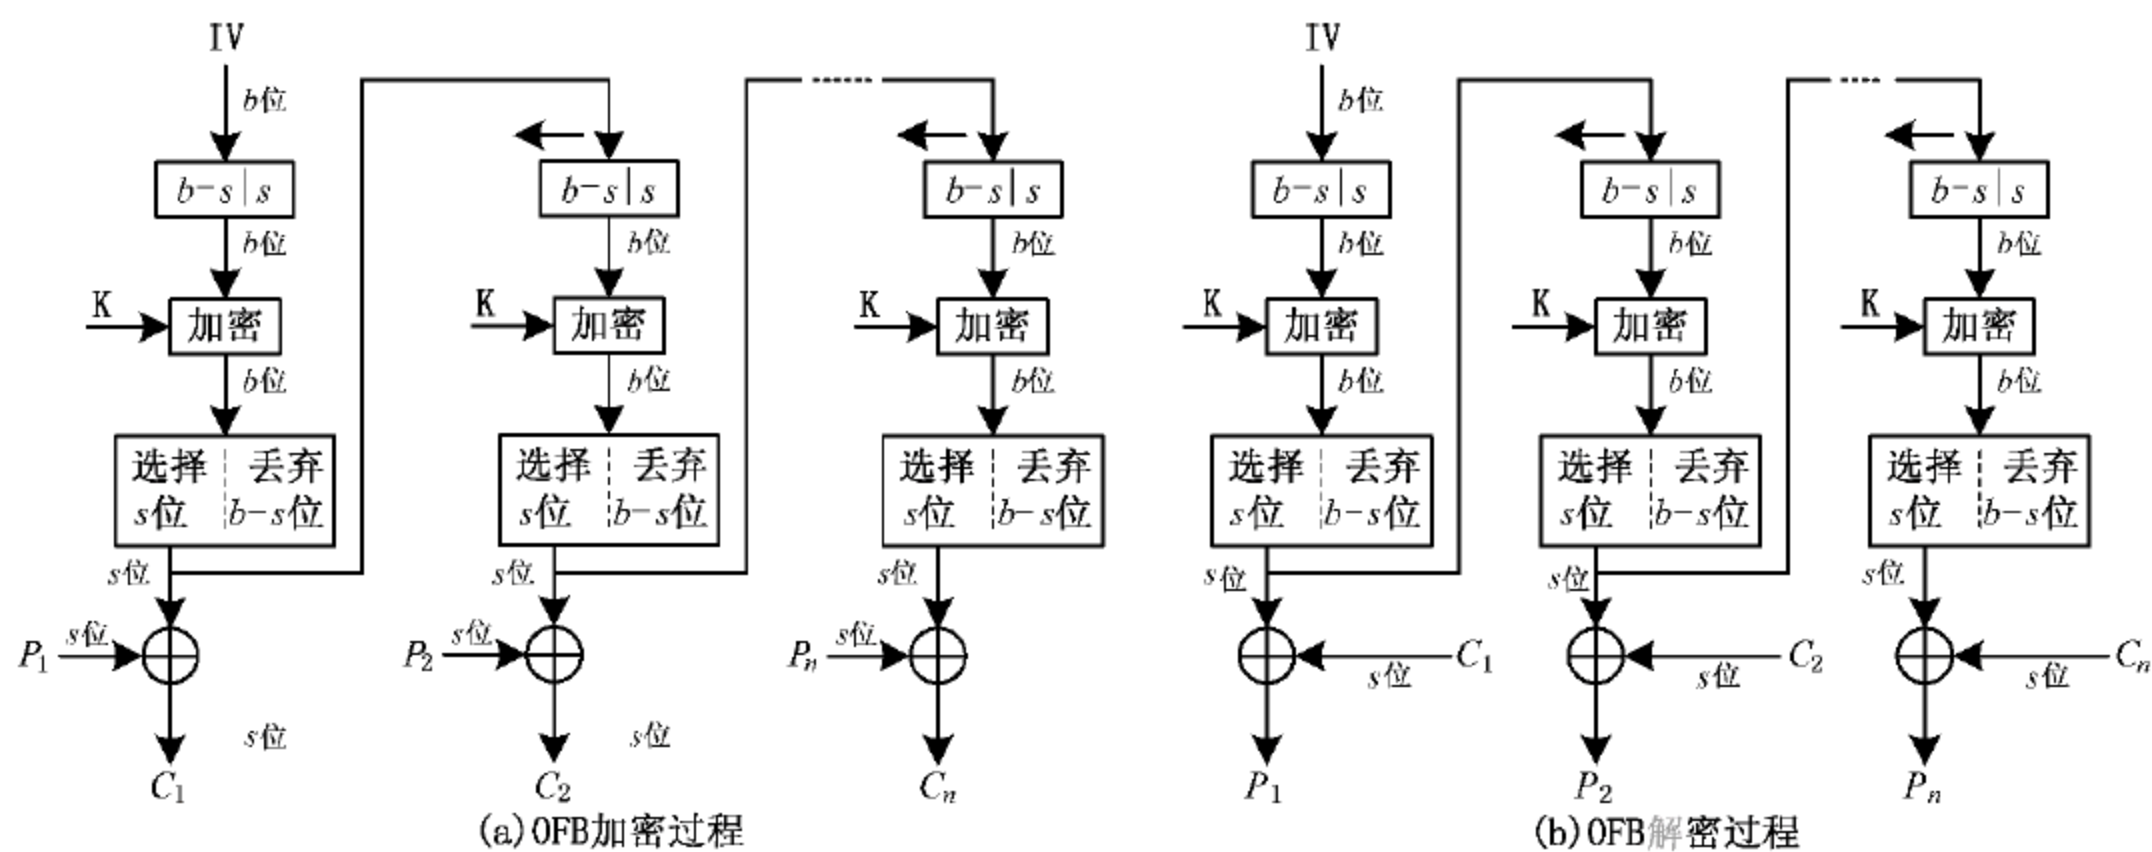 IV IV
b位 b位
b-s|s b-s|s b-s|s b-s|s b-s|s b-s|s
b位 b位 b位 b位 b位 b位
K 加密 K 加密 K 加密 K 加密 K 加密 K 加密
b位 b位 b位 b位 b位 b位
选择 丢弃 选择 丢弃 选择 丢弃 选择 丢弃 选择 丢弃 选择 丢弃
s位 b-s位 s位 b-s位 s位 b-s位 s位 b-s位 s位 b-s位 s位 b-s位
s位 s位 s位 s位 s位 s位
P1 s位 P2 s位 Pn s位 C1 C2 Cn
s位 s位 s位
s位 s位
C1 C2 Cn P1 P2 Pn
(a)OFB加密过程 (b)OFB解密过程